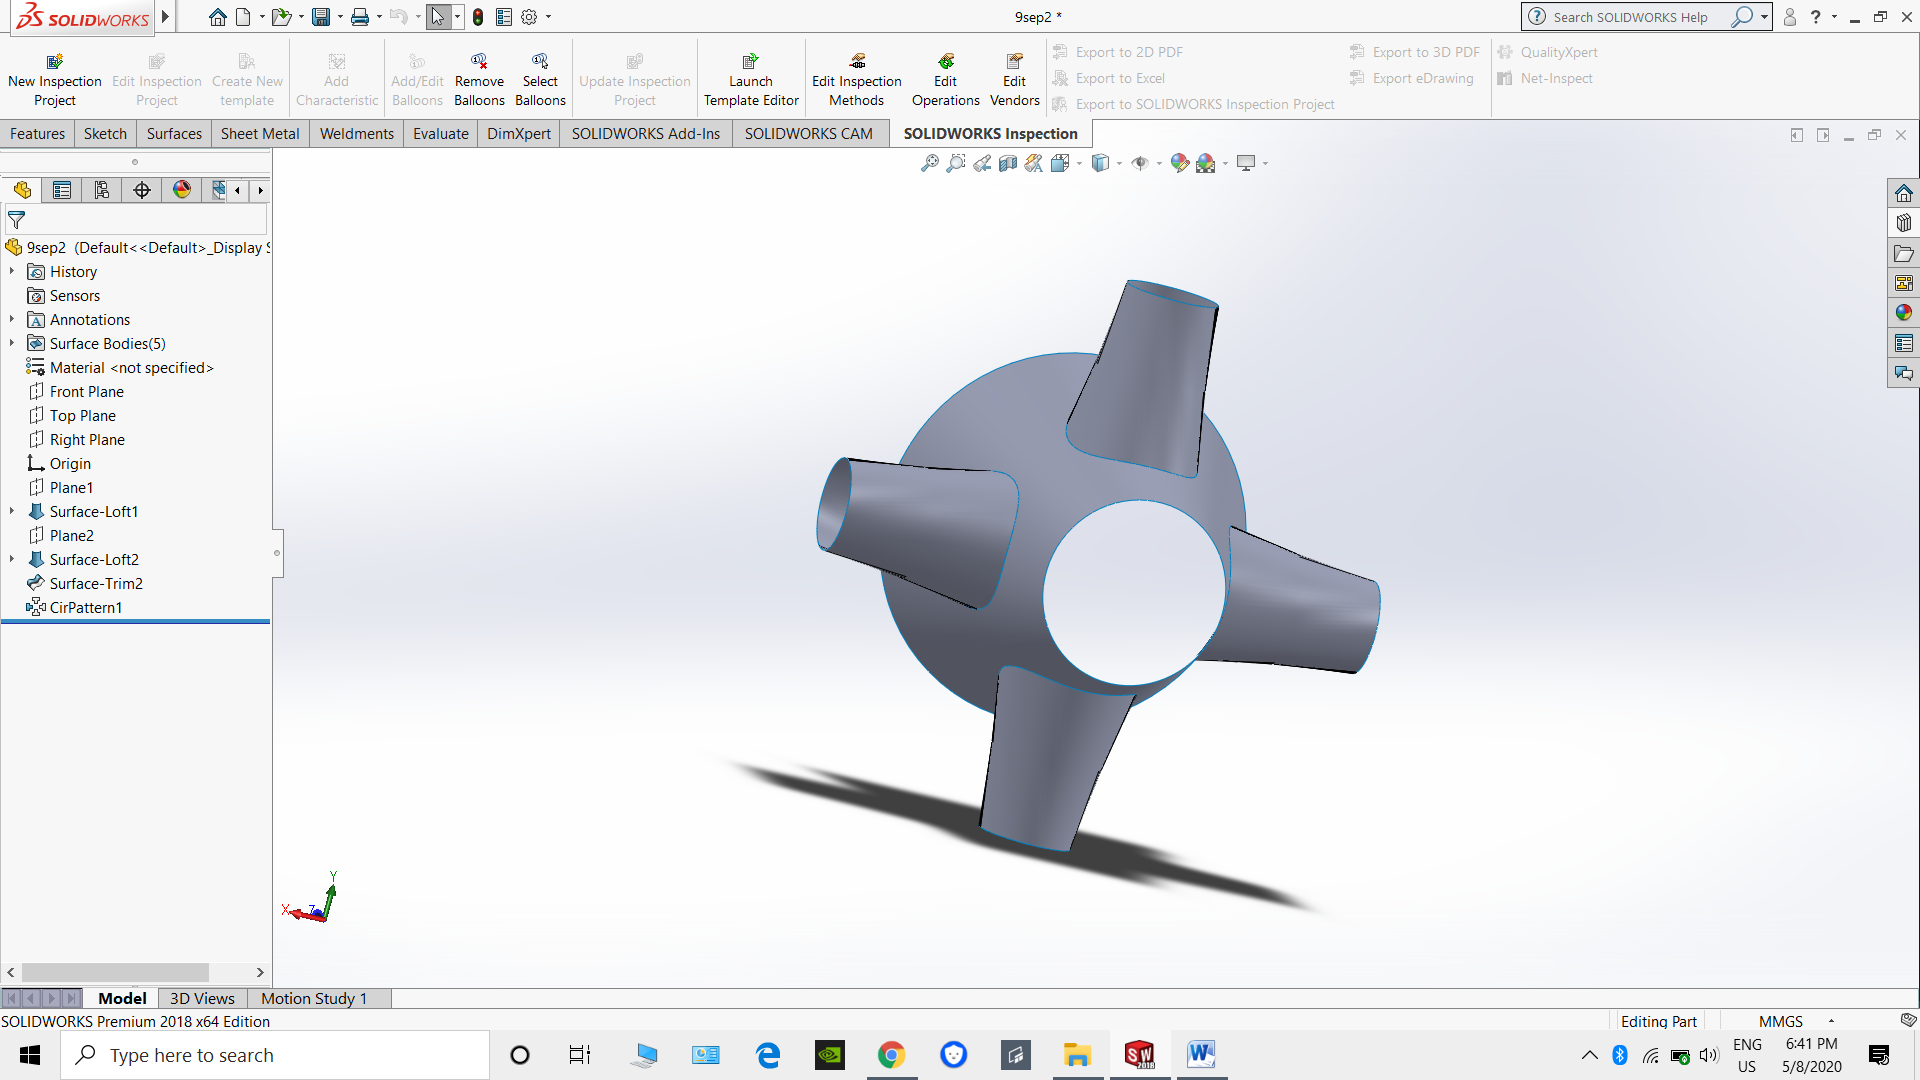 SOLIDWORKS
9sep2 *
Search SOLIDWORKS Help
New Inspection Project
Edit Inspection Project
Create New template
Add Characteristic
Add/Edit Balloons
Remove Balloons
Select Balloons
Update Inspection Project
Launch Template Editor
Edit Inspection Methods
Edit Operations
Edit Vendors
Export to 2D PDF
Export to Excel
Export to SOLIDWORKS Inspection Project
Export to 3D PDF
Export eDrawing
QualityXpert
Net-Inspect
Features
Sketch
Surfaces
Sheet Metal
Weldments
Evaluate
DimXpert
SOLIDWORKS Add-Ins
SOLIDWORKS CAM
SOLIDWORKS Inspection
9sep2 (Default<<Default>_Display S
History
Sensors
Annotations
Surface Bodies(5)
Material <not specified>
Front Plane
Top Plane
Right Plane
Origin
Plane1
Surface-Loft1
Plane2
Surface-Loft2
Surface-Trim2
CirPattern1
Y
X
Z
Model
3D Views
Motion Study 1
SOLIDWORKS Premium 2018 x64 Edition
Editing Part
MMGS
Type here to search
ENG
US
6:41 PM
5/8/2020